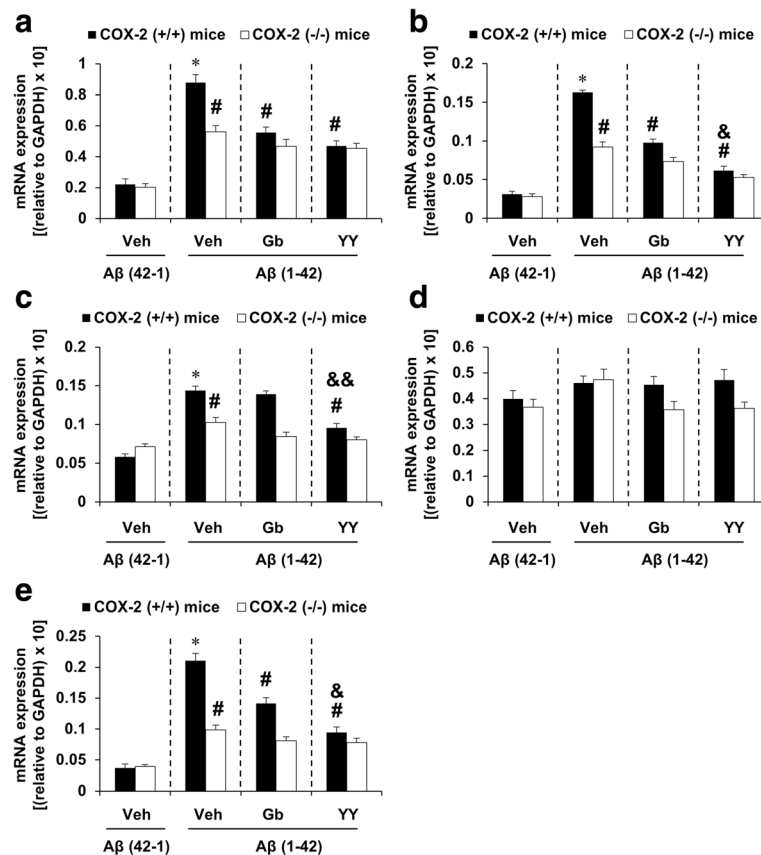 a
COX-2 (+/+) mice COX-2 (-/-) mice
mRNA expression
[(relative to GAPDH) x 10]
1
0.8
0.6
0.4
0.2
0
*
#
#
#
Veh Veh Gb YY
Aβ (42-1) Aβ (1-42)
b
COX-2 (+/+) mice COX-2 (-/-) mice
mRNA expression
[(relative to GAPDH) x 10]
0.2
0.15
0.1
0.05
0
*
#
#
&
#
Veh Veh Gb YY
Aβ (42-1) Aβ (1-42)
c
COX-2 (+/+) mice COX-2 (-/-) mice
mRNA expression
[(relative to GAPDH) x 10]
0.2
0.15
0.1
0.05
0
*
#
&&
#
Veh Veh Gb YY
Aβ (42-1) Aβ (1-42)
d
COX-2 (+/+) mice COX-2 (-/-) mice
mRNA expression
[(relative to GAPDH) x 10]
0.6
0.5
0.4
0.3
0.2
0.1
0
Veh Veh Gb YY
Aβ (42-1) Aβ (1-42)
e
COX-2 (+/+) mice COX-2 (-/-) mice
mRNA expression
[(relative to GAPDH) x 10]
0.25
0.2
0.15
0.1
0.05
0
*
#
#
&
#
Veh Veh Gb YY
Aβ (42-1) Aβ (1-42)